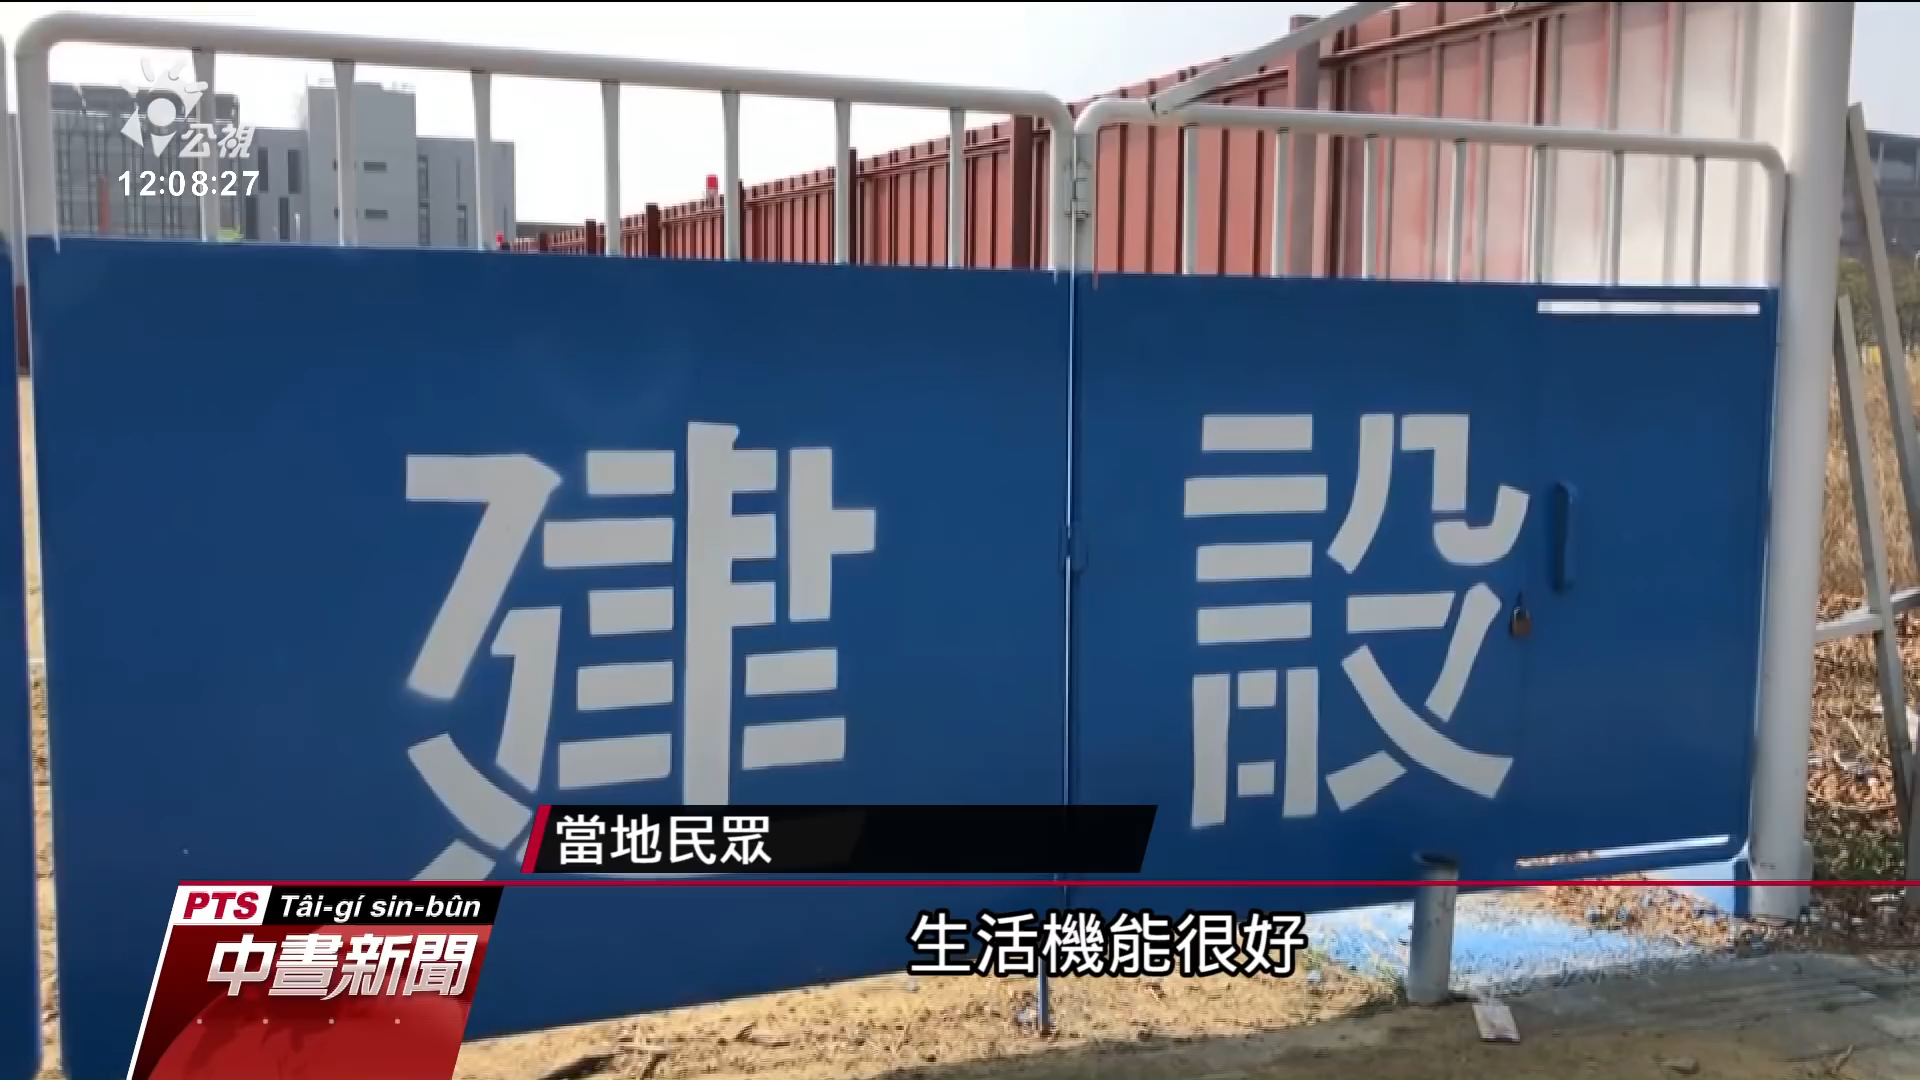 公視
12:08:27
建設
當地民眾
PTS Tâi-gí sin-bûn
中晝新聞
生活機能很好